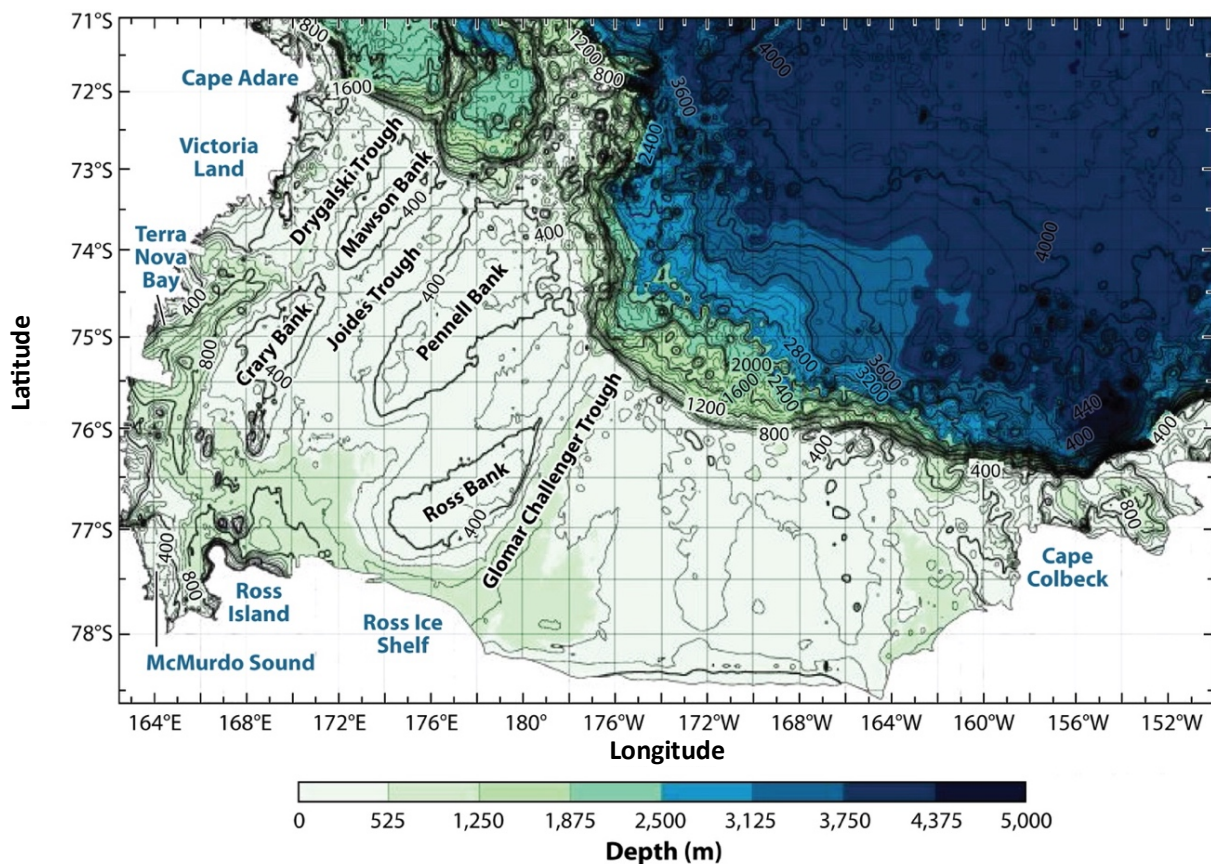 71°S
72°S
73°S
74°S
75°S
76°S
77°S
78°S
Latitude
Cape Adare
Victoria
Land
Terra
Nova
Bay
Drygalski Trough
Mawson Bank
Joides Trough
Pennell Bank
Crary Bank
Ross Bank
Glomar Challenger Trough
Ross
Island
Ross Ice
Shelf
McMurdo Sound
Cape
Colbeck
800
1600
1200
800
3600
4000
2400
400
400
400
4000
400
800
400
2000
1600
2400
2800
3600
3200
1200
800
400
440
400
400
400
400
800
400
800
164°E
168°E
172°E
176°E
180°
176°W
172°W
168°W
164°W
160°W
156°W
152°W
Longitude
0
525
1,250
1,875
2,500
3,125
3,750
4,375
5,000
Depth (m)